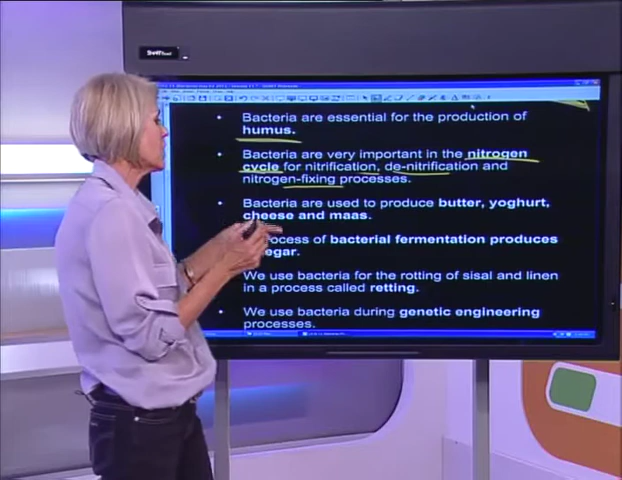 Bacteria are essential for the production of
humus.
Bacteria are very important in the nitrogen
cycle for nitrification, de-nitrification and
nitrogen-fixing processes.
Bacteria are used to produce butter, yoghurt,
cheese and maas.
ocess of bacterial fermentation produces
egar.
We use bacteria for the rotting of sisal and linen
in a process called retting.
We use bacteria during genetic engineering
processes.